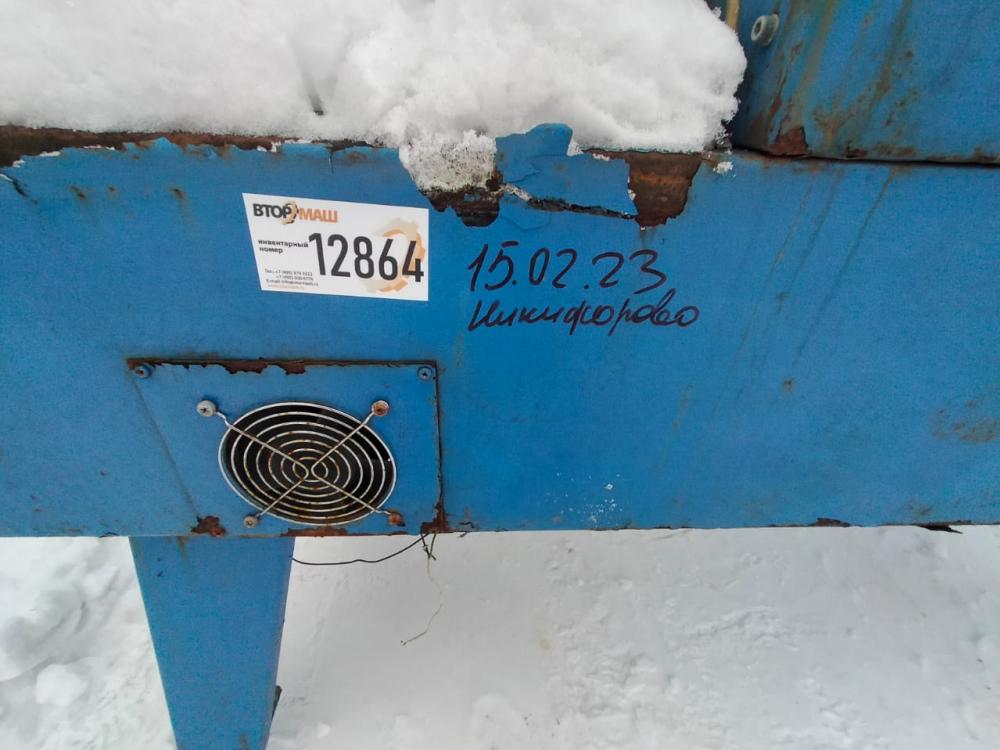 ВТОРМАШ
инвентарный
номер
12864
15.02.23
Никифорово